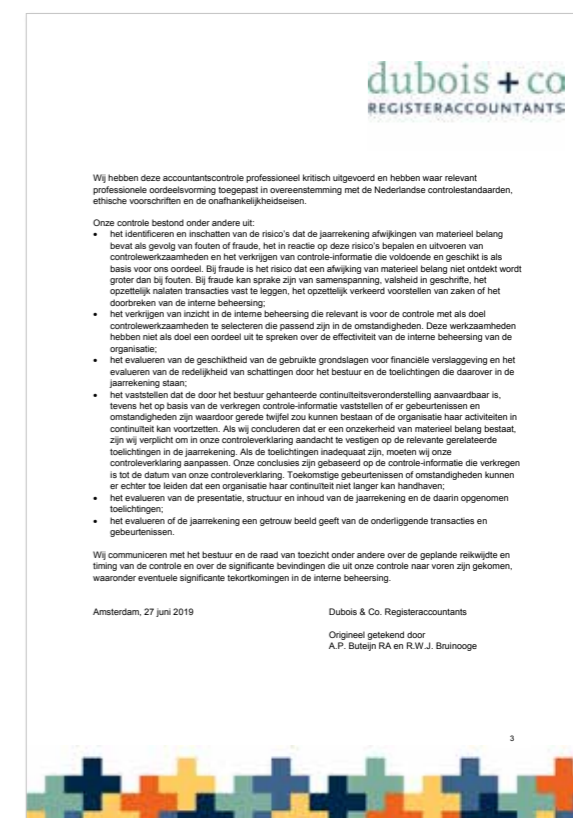 dubois + co
REGISTERACCOUNTANTS
Wij hebben deze accountantscontrole professioneel kritisch uitgevoerd en hebben waar relevant
professionele oordeelsvorming toegepast in overeenstemming met de Nederlandse controlestandaarden,
ethische voorschriften en de onafhankelijkheidseisen.
Onze controle bestond onder andere uit:
• het identificeren en inschatten van de risico's dat de jaarrekening afwijkingen van materieel belang
bevat als gevolg van fouten of fraude, het in reactie op deze risico's bepalen en uitvoeren van
controlewerkzaamheden en het verkrijgen van controle-informatie die voldoende en geschikt is als
basis voor ons oordeel. Bij fraude is het risico dat een afwijking van materieel belang niet ontdekt wordt
groter dan bij fouten. Bij fraude kan sprake zijn van samenspanning, valsheid in geschrifte, het
opzettelijk nalaten transacties vast te leggen, het opzettelijk verkeerd voorstellen van zaken of het
doorbreken van de interne beheersing;
• het verkrijgen van inzicht in de interne beheersing die relevant is voor de controle met als doel
controlewerkzaamheden te selecteren die passend zijn in de omstandigheden. Deze werkzaamheden
hebben niet als doel een oordeel uit te spreken over de effectiviteit van de interne beheersing van de
organisatie;
• het evalueren van de geschiktheid van de gebruikte grondslagen voor financiële verslaggeving en het
evalueren van de redelijkheid van schattingen door het bestuur en de toelichtingen die daarover in de
jaarrekening staan;
• het vaststellen dat de door het bestuur gehanteerde continuïteitsveronderstelling aanvaardbaar is,
tevens het op basis van de verkregen controle-informatie vaststellen of er gebeurtenissen en
omstandigheden zijn waardoor gerede twijfel zou kunnen bestaan of de organisatie haar activiteiten in
continuïteit kan voortzetten. Als wij concluderen dat er een onzekerheid van materieel belang bestaat,
zijn wij verplicht om in onze controleverklaring aandacht te vestigen op de relevante gerelateerde
toelichtingen in de jaarrekening. Als de toelichtingen inadequaat zijn, moeten wij onze
controleverklaring aanpassen. Onze conclusies zijn gebaseerd op de controle-informatie die verkregen
is tot de datum van onze controleverklaring. Toekomstige gebeurtenissen of omstandigheden kunnen
er echter toe leiden dat een organisatie haar continuïteit niet langer kan handhaven;
• het evalueren van de presentatie, structuur en inhoud van de jaarrekening en de daarin opgenomen
toelichtingen;
• het evalueren of de jaarrekening een getrouw beeld geeft van de onderliggende transacties en
gebeurtenissen.
Wij communiceren met het bestuur en de raad van toezicht onder andere over de geplande reikwijdte en
timing van de controle en over de significante bevindingen die uit onze controle naar voren zijn gekomen,
waaronder eventuele significante tekortkomingen in de interne beheersing.
Amsterdam, 27 juni 2019
Dubois & Co. Registeraccountants
Origineel getekend door
A.P. Buteijn RA en R.W.J. Bruinooge
3